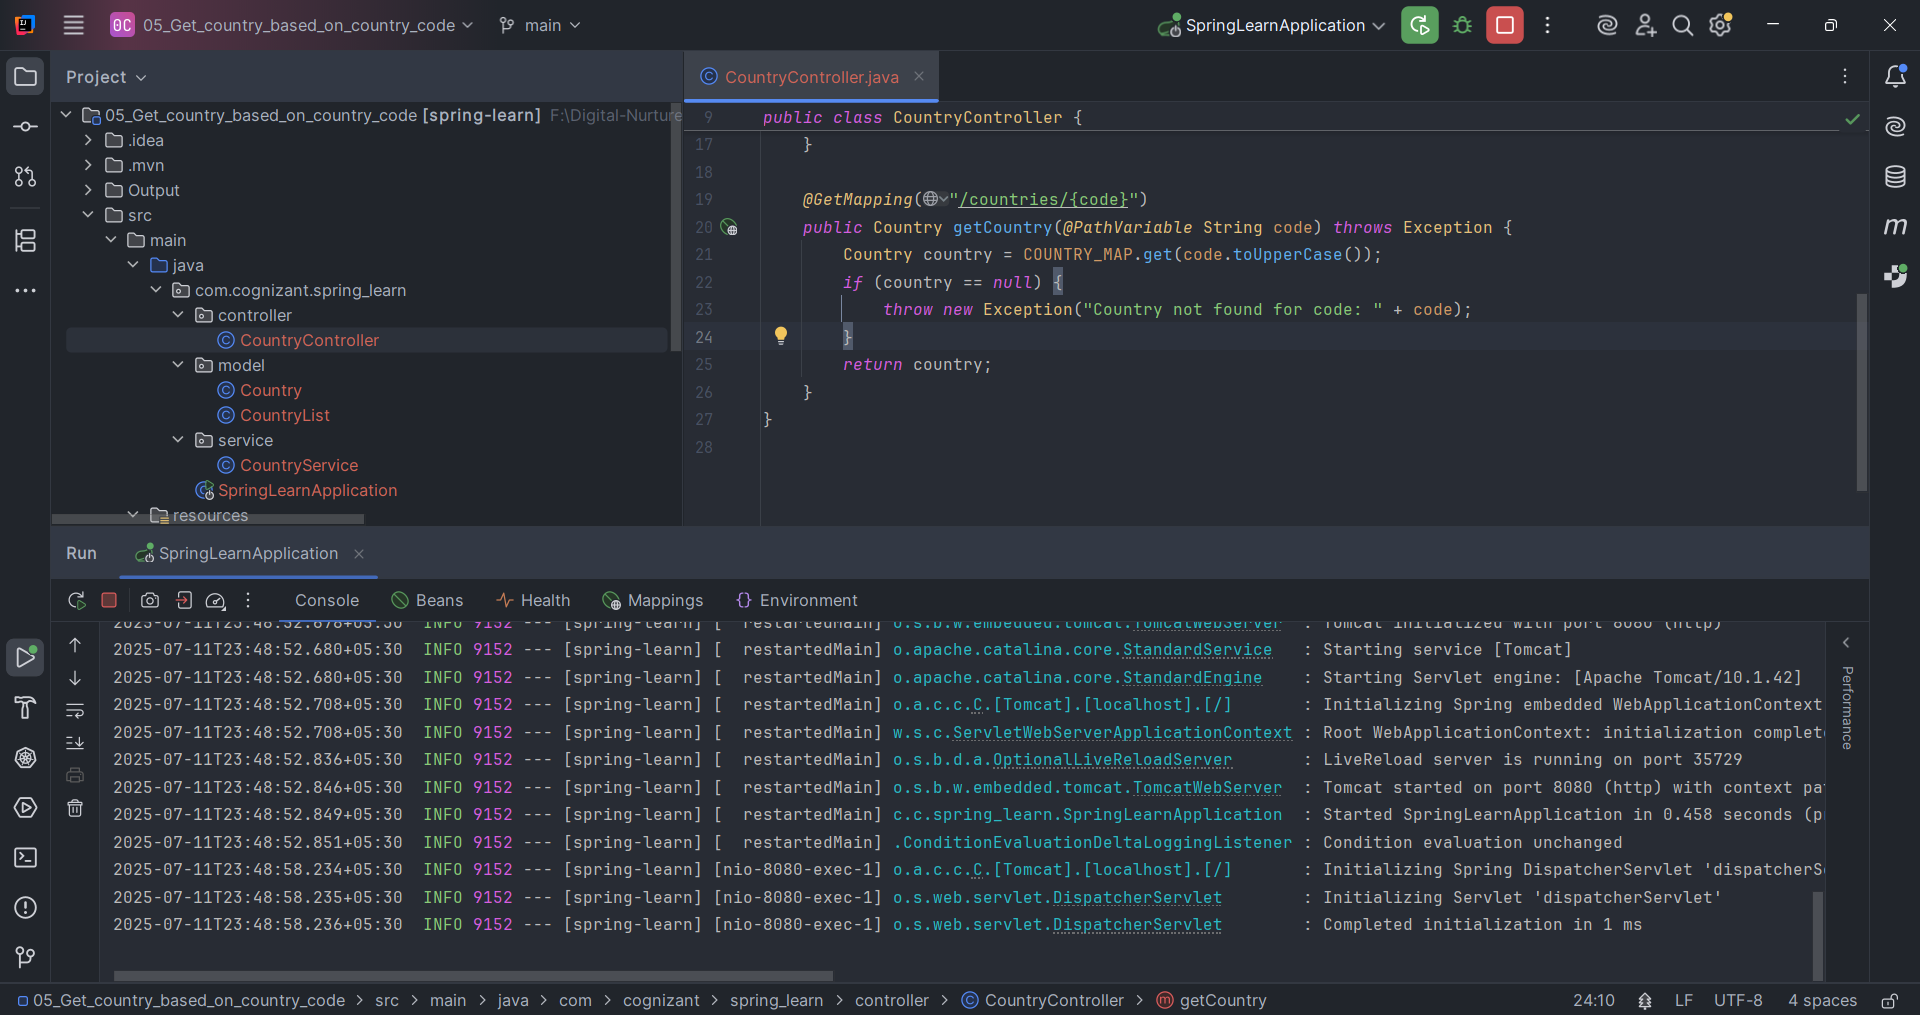 0C 05_Get_country_based_on_country_code main SpringLearnApplication
Project
CountryController.java
05_Get_country_based_on_country_code [spring-learn] F:\Digital-Nurture
.idea
.mvn
Output
src
main
java
com.cognizant.spring_learn
controller
CountryController
model
Country
CountryList
service
CountryService
SpringLearnApplication
resources
9 public class CountryController {
17 }
18
19 @GetMapping("/countries/{code}")
20 public Country getCountry(@PathVariable String code) throws Exception {
21 Country country = COUNTRY_MAP.get(code.toUpperCase());
22 if (country == null) {
23 throw new Exception("Country not found for code: " + code);
24 }
25 return country;
26 }
27 }
28
Run SpringLearnApplication
Console Beans Health Mappings Environment
2025-07-11T23:48:52.678+05:30 INFO 9152 --- [spring-learn] [ restartedMain] o.s.b.w.embedded.tomcat.TomcatWebServer : Tomcat initialized with port 8080 (http)
2025-07-11T23:48:52.680+05:30 INFO 9152 --- [spring-learn] [ restartedMain] o.apache.catalina.core.StandardService : Starting service [Tomcat]
2025-07-11T23:48:52.680+05:30 INFO 9152 --- [spring-learn] [ restartedMain] o.apache.catalina.core.StandardEngine : Starting Servlet engine: [Apache Tomcat/10.1.42]
2025-07-11T23:48:52.708+05:30 INFO 9152 --- [spring-learn] [ restartedMain] o.a.c.c.C.[Tomcat].[localhost].[/] : Initializing Spring embedded WebApplicationContext
2025-07-11T23:48:52.708+05:30 INFO 9152 --- [spring-learn] [ restartedMain] w.s.c.ServletWebServerApplicationContext : Root WebApplicationContext: initialization complet
2025-07-11T23:48:52.836+05:30 INFO 9152 --- [spring-learn] [ restartedMain] o.s.b.d.a.OptionalLiveReloadServer : LiveReload server is running on port 35729
2025-07-11T23:48:52.846+05:30 INFO 9152 --- [spring-learn] [ restartedMain] o.s.b.w.embedded.tomcat.TomcatWebServer : Tomcat started on port 8080 (http) with context pa
2025-07-11T23:48:52.849+05:30 INFO 9152 --- [spring-learn] [ restartedMain] c.c.spring_learn.SpringLearnApplication : Started SpringLearnApplication in 0.458 seconds (p
2025-07-11T23:48:52.851+05:30 INFO 9152 --- [spring-learn] [ restartedMain] .ConditionEvaluationDeltaLoggingListener : Condition evaluation unchanged
2025-07-11T23:48:58.234+05:30 INFO 9152 --- [spring-learn] [nio-8080-exec-1] o.a.c.c.C.[Tomcat].[localhost].[/] : Initializing Spring DispatcherServlet 'dispatcherS
2025-07-11T23:48:58.235+05:30 INFO 9152 --- [spring-learn] [nio-8080-exec-1] o.s.web.servlet.DispatcherServlet : Initializing Servlet 'dispatcherServlet'
2025-07-11T23:48:58.236+05:30 INFO 9152 --- [spring-learn] [nio-8080-exec-1] o.s.web.servlet.DispatcherServlet : Completed initialization in 1 ms
Performance
05_Get_country_based_on_country_code > src > main > java > com > cognizant > spring_learn > controller > CountryController > getCountry 24:10 LF UTF-8 4 spaces